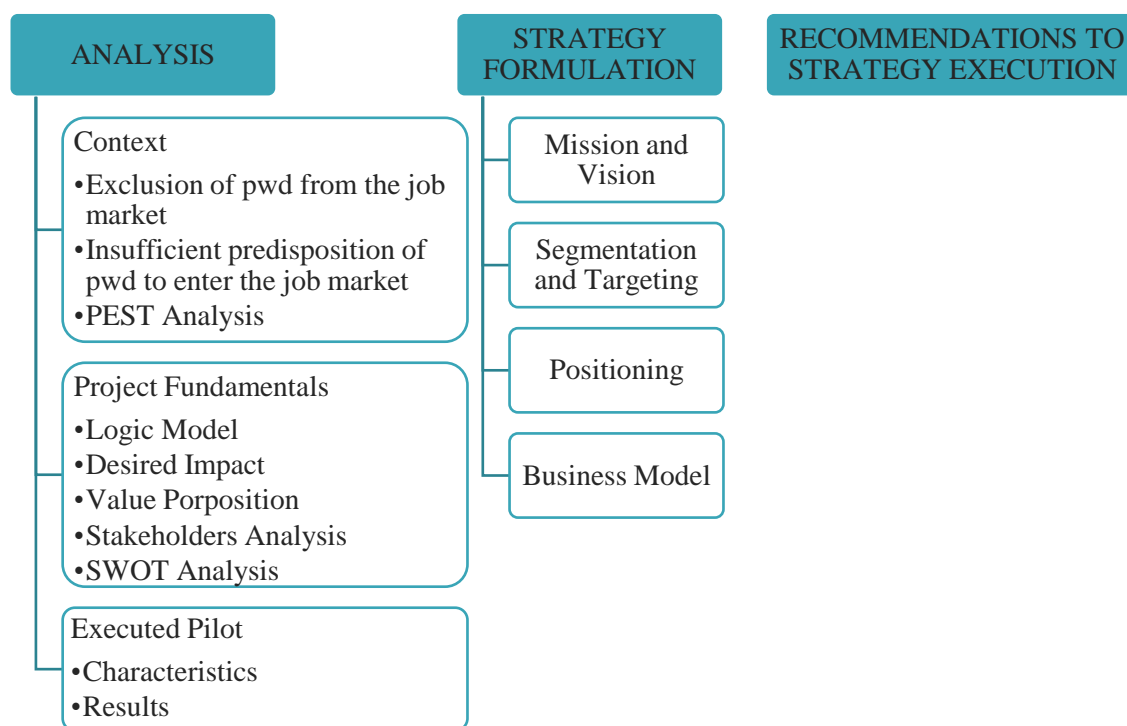 ANALYSIS
Context
•Exclusion of pwd from the job
market
•Insufficient predisposition of
pwd to enter the job market
•PEST Analysis
Project Fundamentals
•Logic Model
•Desired Impact
•Value Porposition
•Stakeholders Analysis
•SWOT Analysis
Executed Pilot
•Characteristics
•Results
STRATEGY
FORMULATION
Mission and
Vision
Segmentation
and Targeting
Positioning
Business Model
RECOMMENDATIONS TO
STRATEGY EXECUTION